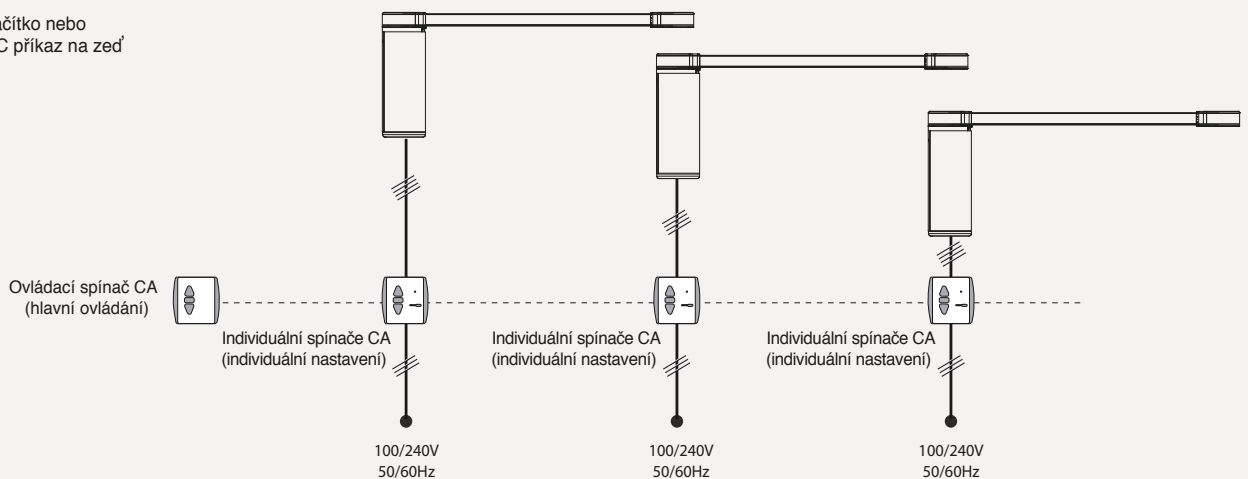 nebo
příkaz na zeď
Ovládací spínač CA
(hlavní ovládání)
Individuální spínače CA
(individuální nastavení)
Individuální spínače CA
(individuální nastavení)
Individuální spínače CA
(individuální nastavení)
100/240V
50/60Hz
100/240V
50/60Hz
100/240V
50/60Hz